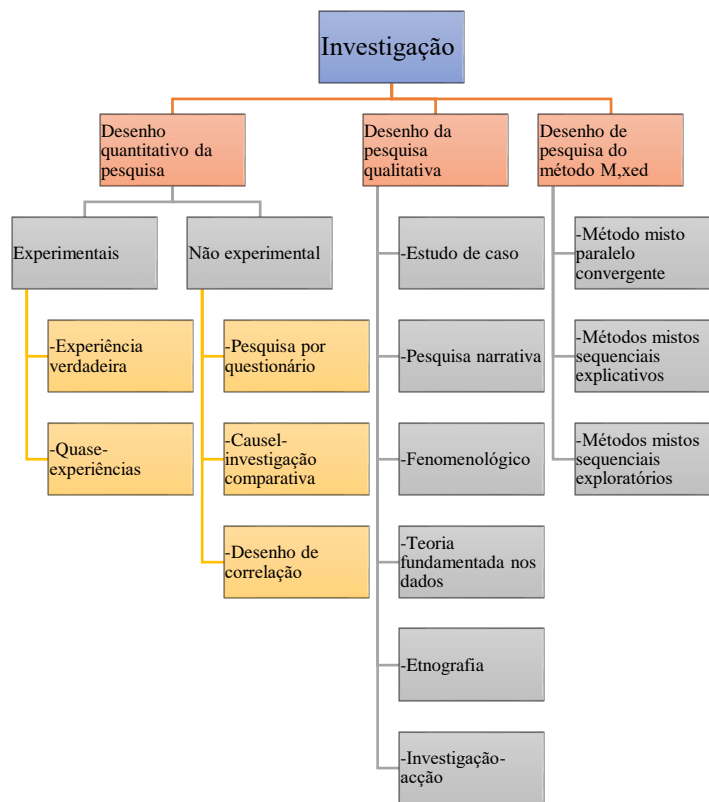 Investigação
Desenho
quantitativo da
pesquisa
Desenho da
pesquisa
qualitativa
Desenho de
pesquisa do
método M,xed
Experimentais
Não experimental
-Experiência
verdadeira
-Quase-
experiências
-Pesquisa por
questionário
-Causel-
investigação
comparativa
-Desenho de
correlação
-Estudo de caso
-Pesquisa narrativa
-Fenomenológico
-Teoria
fundamentada nos
dados
-Etnografia
-Investigação-
acção
-Método misto
paralelo
convergente
-Métodos mistos
sequenciais
explicativos
-Métodos mistos
sequenciais
exploratórios